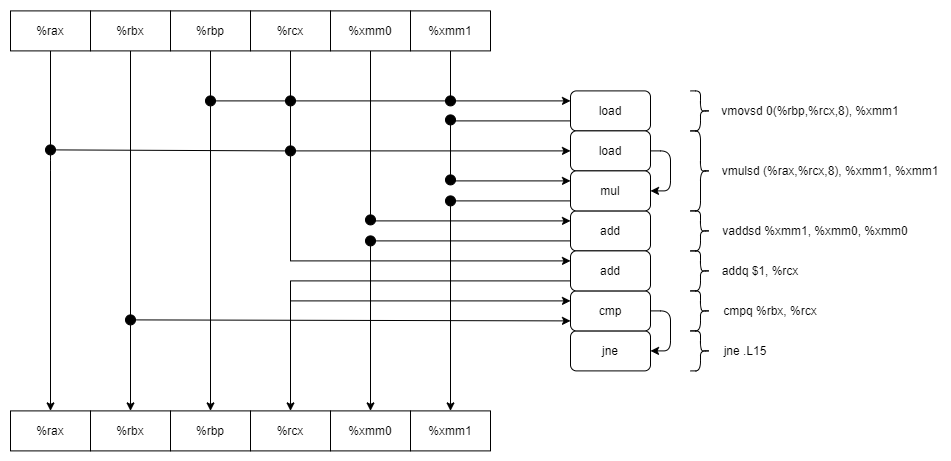 %rax %rbx %rbp %rcx %xmm0 %xmm1
load vmovsd 0(%rbp,%rcx,8), %xmm1
load
vmulsd (%rax,%rcx,8), %xmm1, %xmm1
mul
add vaddsd %xmm1, %xmm0, %xmm0
add addq $1, %rcx
cmp cmpq %rbx, %rcx
jne jne .L15
%rax %rbx %rbp %rcx %xmm0 %xmm1